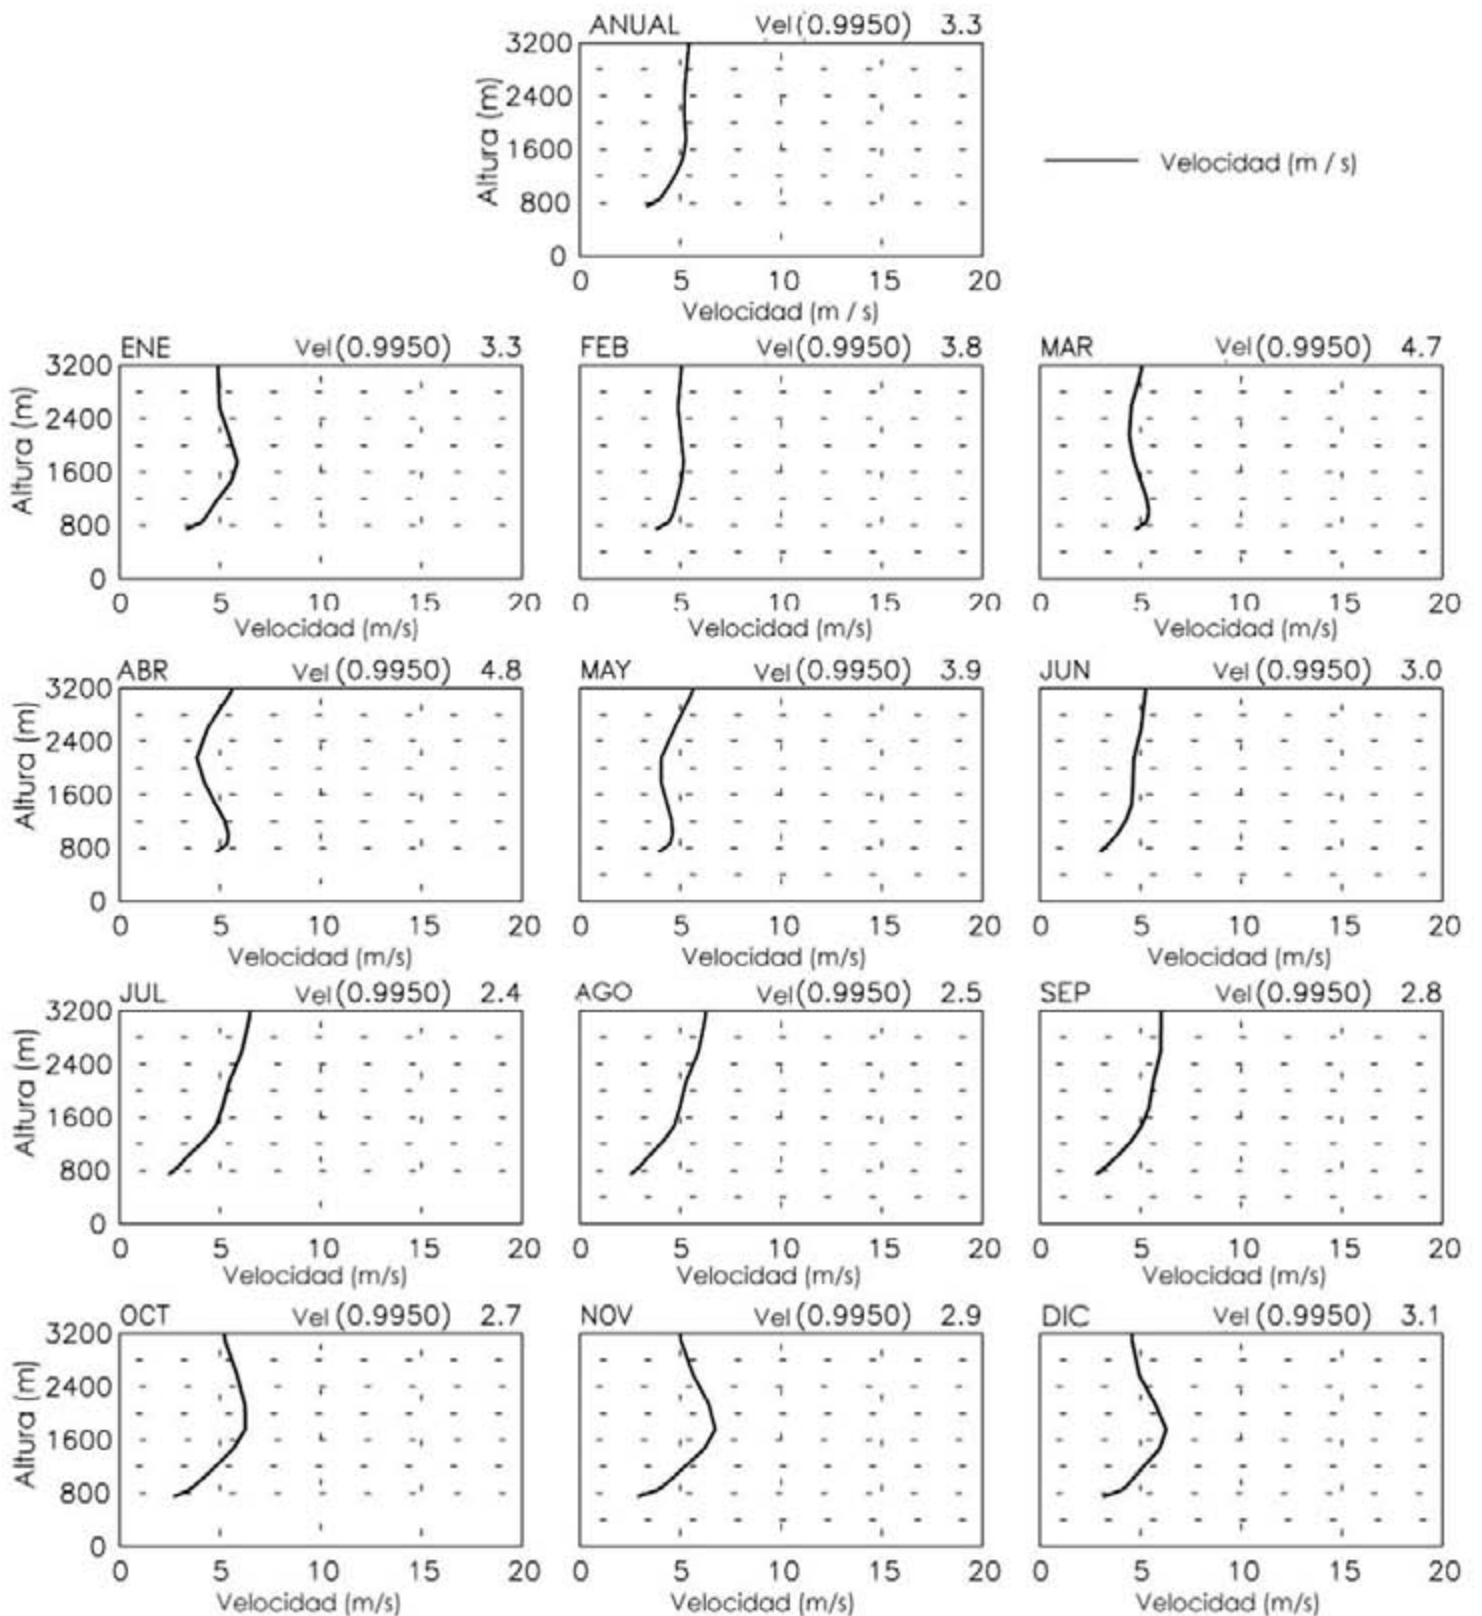 ANUAL Vel (0.9950) 3.3
3200
2400
1600
800
0
Altura (m)
0 5 10 15 20
Velocidad (m / s)
Velocidad (m / s)
ENE Vel (0.9950) 3.3
3200
2400
1600
800
0
Altura (m)
0 5 10 15 20
Velocidad (m/s)
FEB Vel (0.9950) 3.8
0 5 10 15 20
Velocidad (m/s)
MAR Vel (0.9950) 4.7
0 5 10 15 20
Velocidad (m/s)
ABR Vel (0.9950) 4.8
3200
2400
1600
800
0
Altura (m)
0 5 10 15 20
Velocidad (m/s)
MAY Vel (0.9950) 3.9
0 5 10 15 20
Velocidad (m/s)
JUN Vel (0.9950) 3.0
0 5 10 15 20
Velocidad (m/s)
JUL Vel (0.9950) 2.4
3200
2400
1600
800
0
Altura (m)
0 5 10 15 20
Velocidad (m/s)
AGO Vel (0.9950) 2.5
0 5 10 15 20
Velocidad (m/s)
SEP Vel (0.9950) 2.8
0 5 10 15 20
Velocidad (m/s)
OCT Vel (0.9950) 2.7
3200
2400
1600
800
0
Altura (m)
0 5 10 15 20
Velocidad (m/s)
NOV Vel (0.9950) 2.9
0 5 10 15 20
Velocidad (m/s)
DIC Vel (0.9950) 3.1
0 5 10 15 20
Velocidad (m/s)